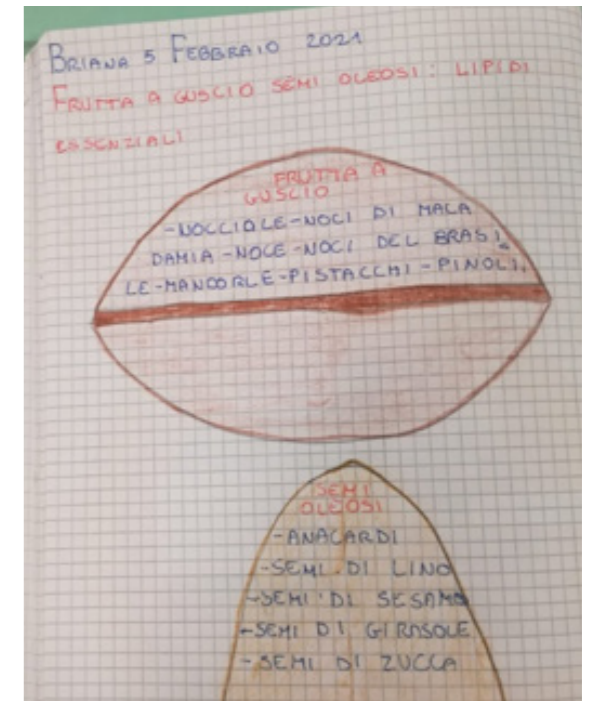 BRIANA 5 FEBBRAIO 2021
FRUTTA A GUSCIO SEMI OLEOSI: LIPIDI
ESSENZIALI
FRUTTA A
GUSCIO
-NOCCIOLE-NOCI DI MACA
DAMIA -NOCE-NOCI DEL BRASI
LE-MANDORLE-PISTACCHI-PINOLI.
SEMI
OLEOSI
-ANACARDI
-SEMI DI LINO
-SEMI DI SESAMO
-SEMI DI GIRASOLE
-SEMI DI ZUCCA